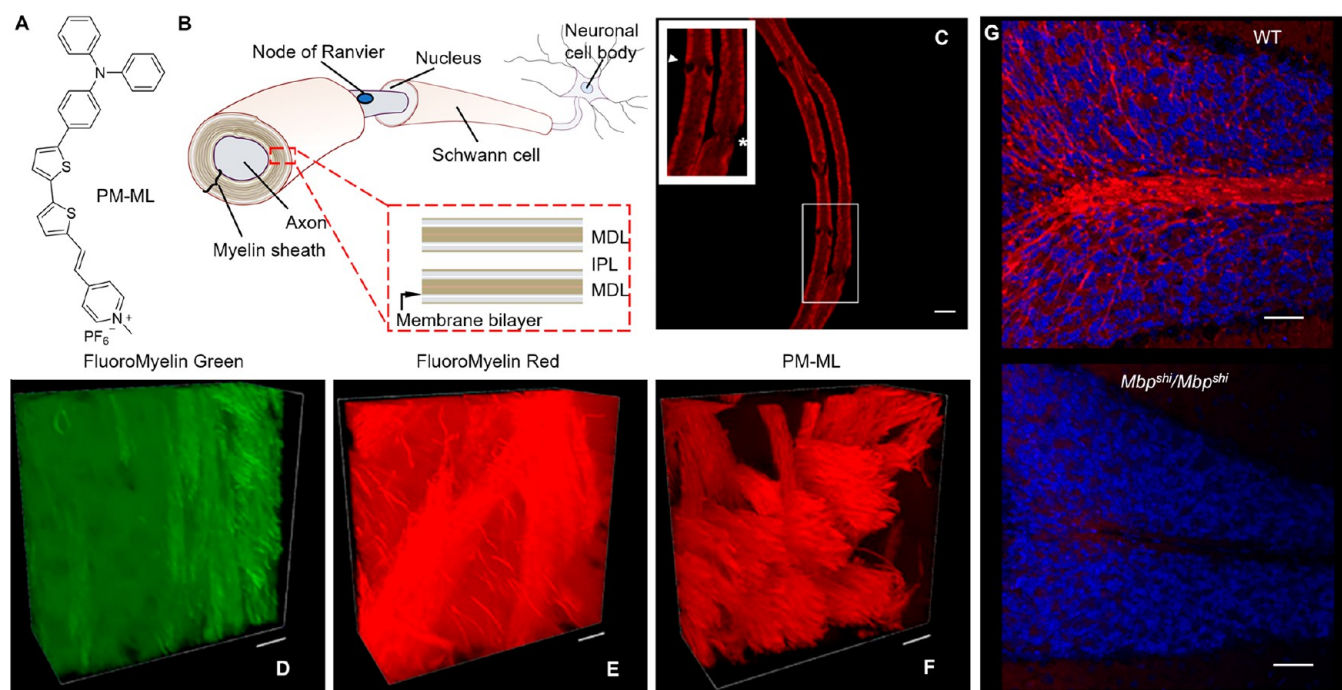 A
N
S
S
N
+
PF6
−
PM-ML
B
Node of Ranvier
Nucleus
Neuronal
cell body
Schwann cell
Axon
Myelin sheath
MDL
IPL
MDL
Membrane bilayer
C
*
G
WT
Mbpshi/Mbpshi
FluoroMyelin Green
FluoroMyelin Red
PM-ML
D
E
F